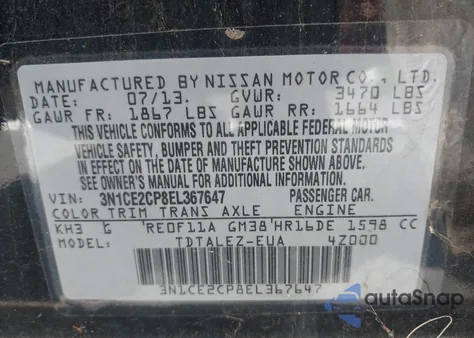 MANUFACTURED BY NISSAN MOTOR CO., LTD.
DATE: 07/13. GVWR: 3470 LBS
GAWR FR: 1867 LBS GAWR RR: 1664 LBS
THIS VEHICLE CONFORMS TO ALL APPLICABLE FEDERAL MOTOR
VEHICLE SAFETY, BUMPER AND THEFT PREVENTION STANDARDS
IN EFFECT ON THE DATE OF MANUFACTURE SHOWN ABOVE.
SEE OWNER'S MANUAL FOR ADDITIONAL INFORMATION.
VIN: 3N1CE2CP8EL367647 PASSENGER CAR.
COLOR TRIM TRANS AXLE ENGINE
KH3 G RE0F11A GM38 HR16DE 1598 CC
MODEL: TDTALEZ-EUA 4Z000
3N1CE2CP8EL367647
autoSnap